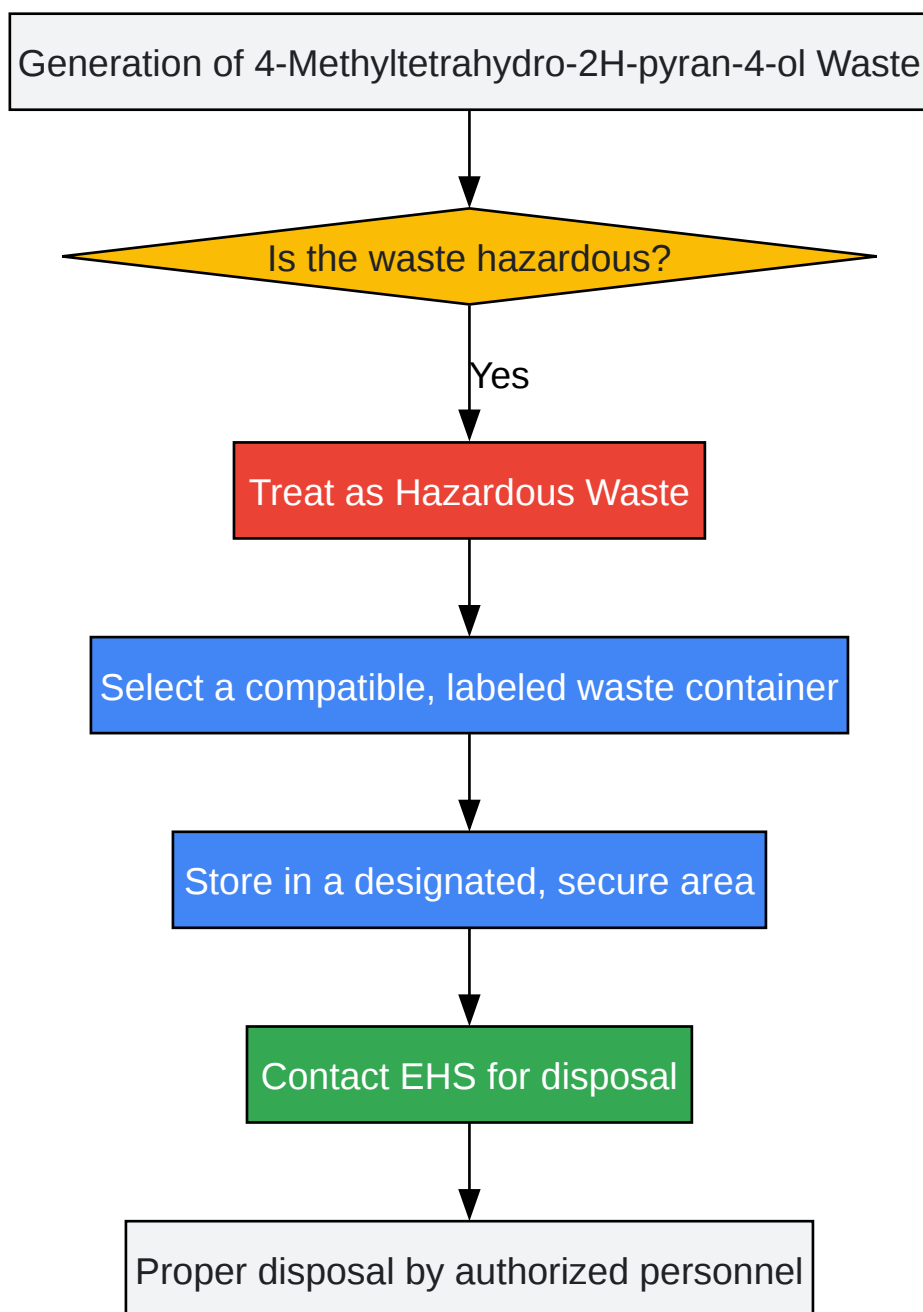 Generation of 4-Methyltetrahydro-2H-pyran-4-ol Waste
Is the waste hazardous?
Yes
Treat as Hazardous Waste
Select a compatible, labeled waste container
Store in a designated, secure area
Contact EHS for disposal
Proper disposal by authorized personnel